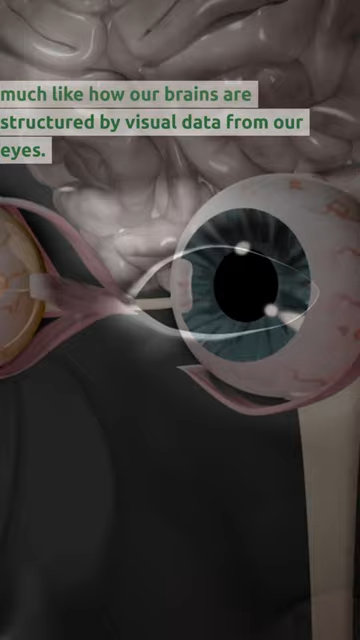 much like how our brains are
structured by visual data from our
eyes.